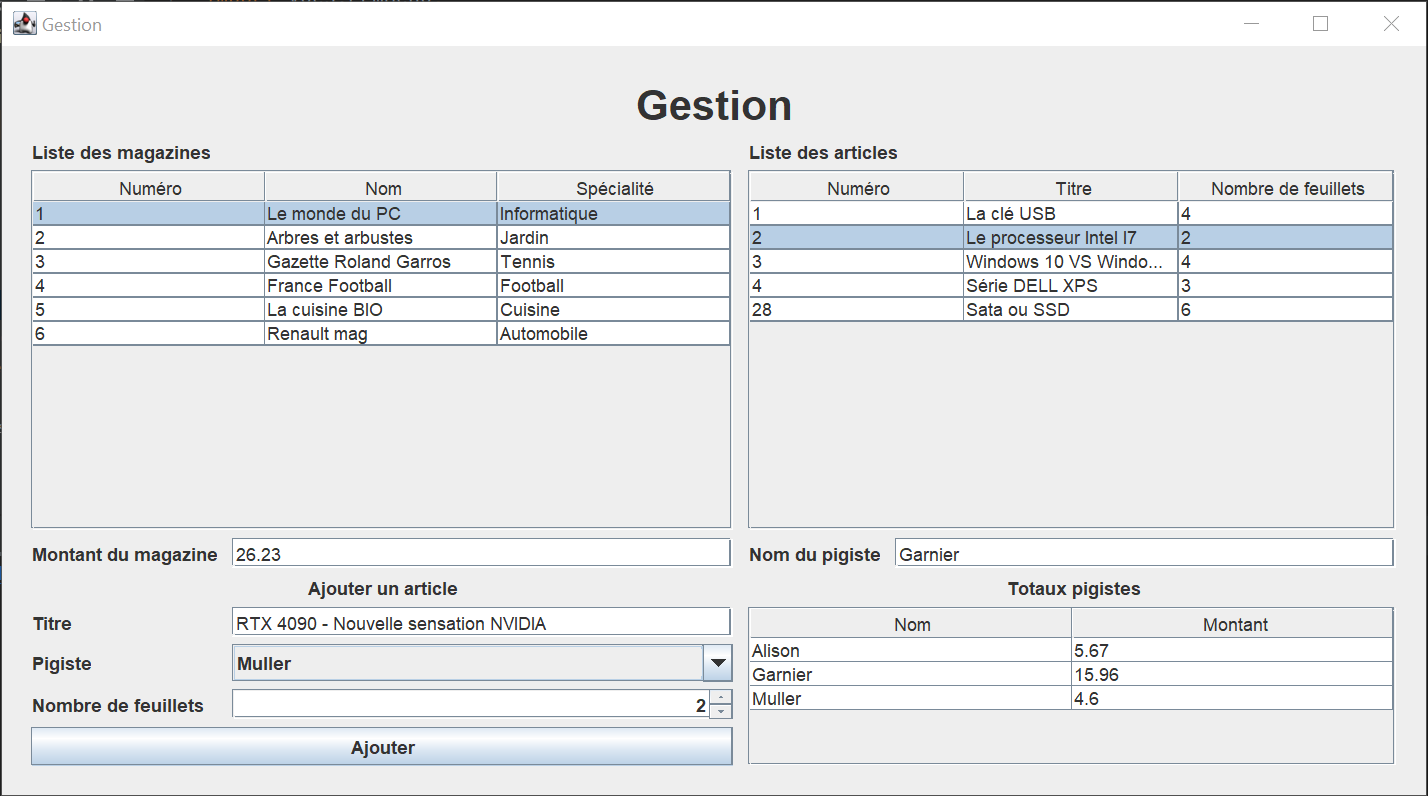 Gestion
Gestion
Liste des magazines
Numéro Nom Spécialité
1 Le monde du PC Informatique
2 Arbres et arbustes Jardin
3 Gazette Roland Garros Tennis
4 France Football Football
5 La cuisine BIO Cuisine
6 Renault mag Automobile
Montant du magazine 26.23
Ajouter un article
Titre RTX 4090 - Nouvelle sensation NVIDIA
Pigiste Muller
Nombre de feuillets 2
Ajouter
Liste des articles
Numéro Titre Nombre de feuillets
1 La clé USB 4
2 Le processeur Intel I7 2
3 Windows 10 VS Windo... 4
4 Série DELL XPS 3
28 Sata ou SSD 6
Nom du pigiste Garnier
Totaux pigistes
Nom Montant
Alison 5.67
Garnier 15.96
Muller 4.6